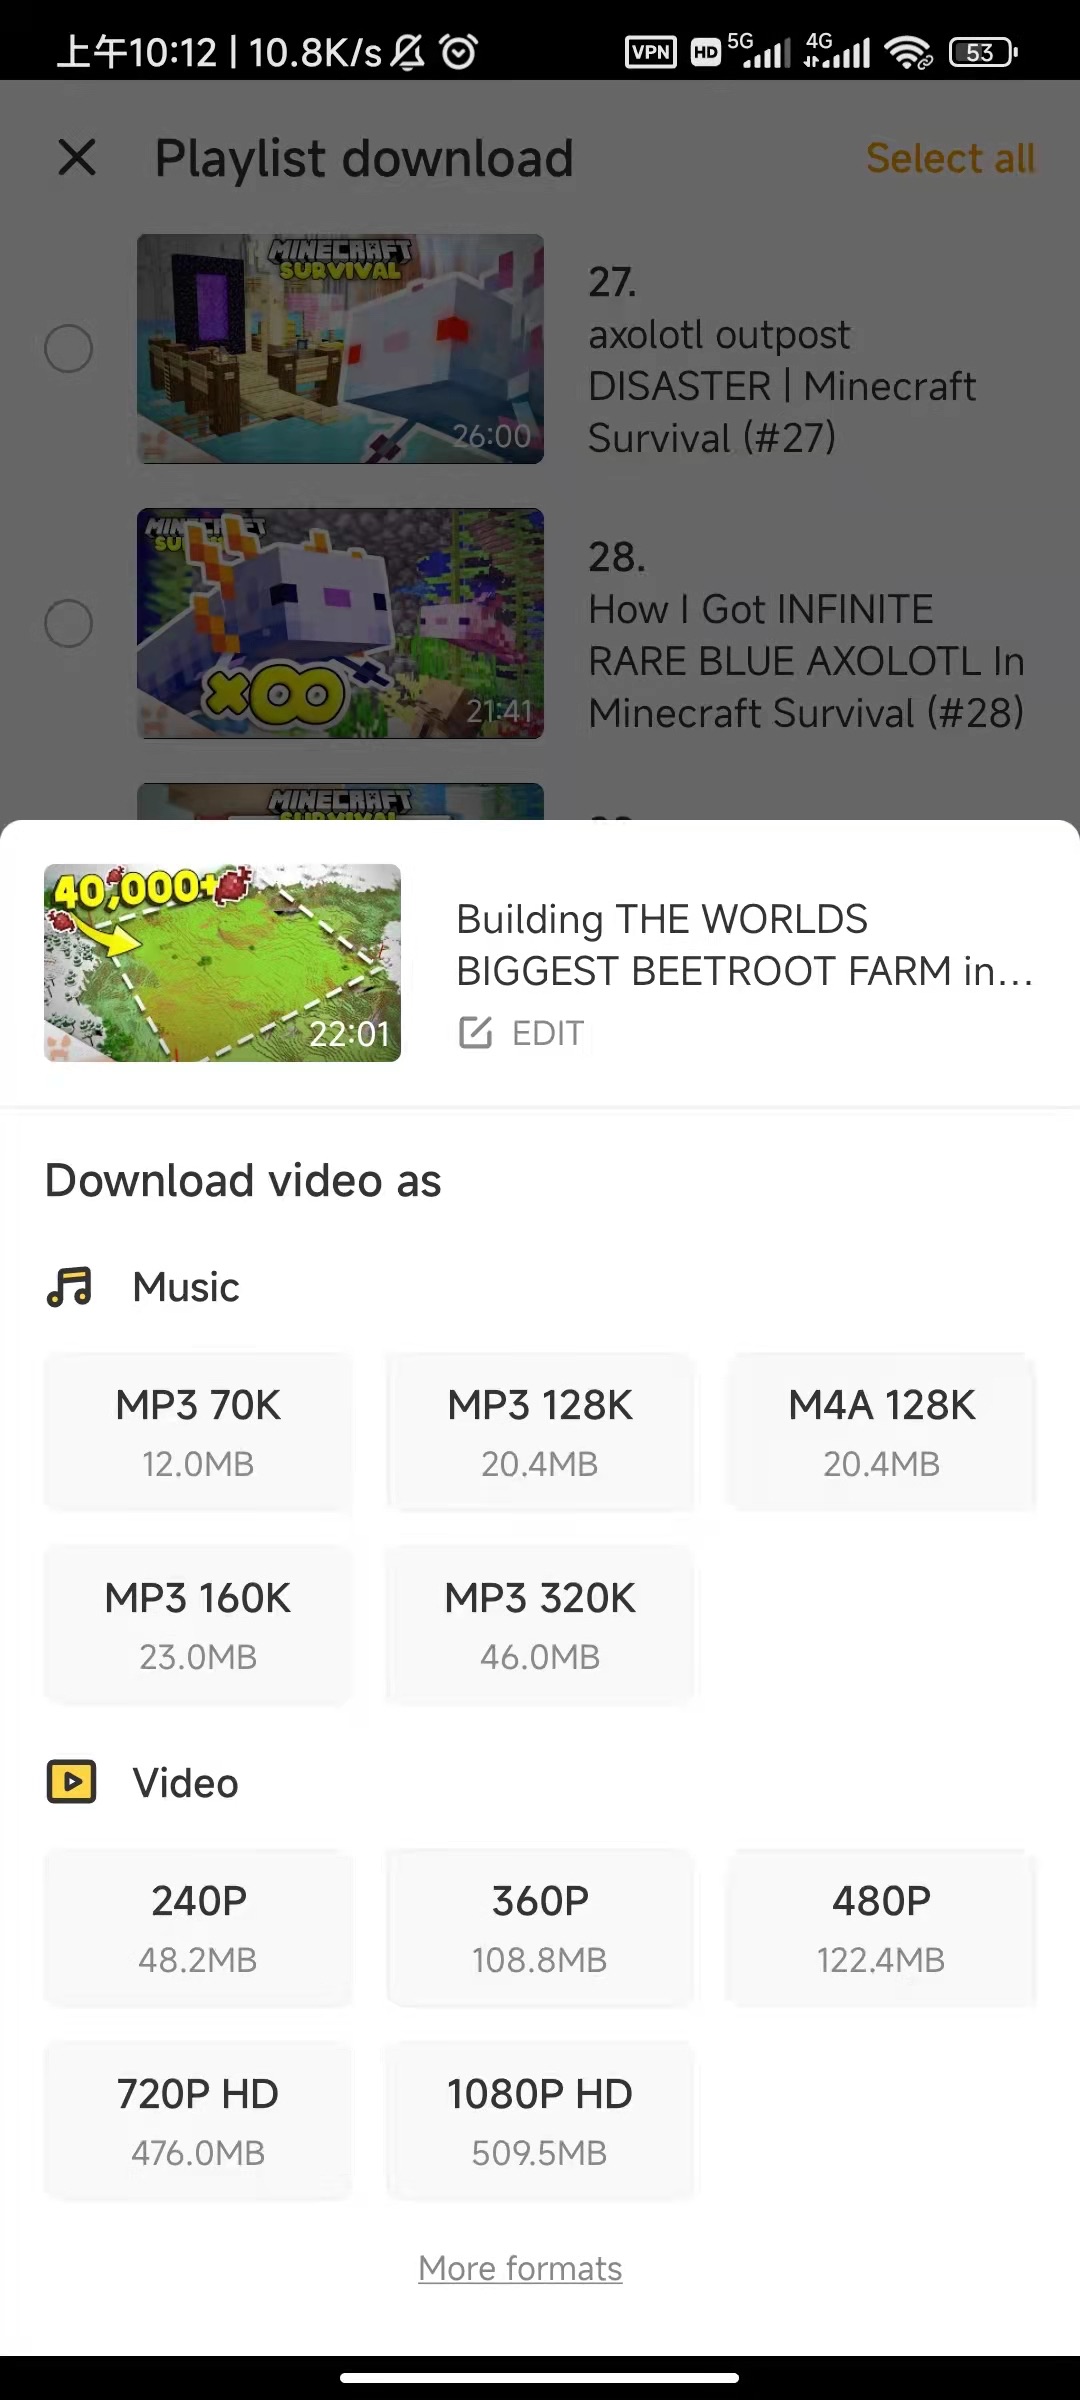 上午10:12 | 10.8K/s
VPN HD 5G 4G 53
Playlist download
Select all
MINECRAFT
SURVIVAL
26:00
27.
axolotl outpost
DISASTER | Minecraft
Survival (#27)
x∞
21:41
28.
How I Got INFINITE
RARE BLUE AXOLOTL In
Minecraft Survival (#28)
MINECRAFT
40,000+
22:01
Building THE WORLDS
BIGGEST BEETROOT FARM in...
EDIT
Download video as
Music
MP3 70K
12.0MB
MP3 128K
20.4MB
M4A 128K
20.4MB
MP3 160K
23.0MB
MP3 320K
46.0MB
Video
240P
48.2MB
360P
108.8MB
480P
122.4MB
720P HD
476.0MB
1080P HD
509.5MB
More formats